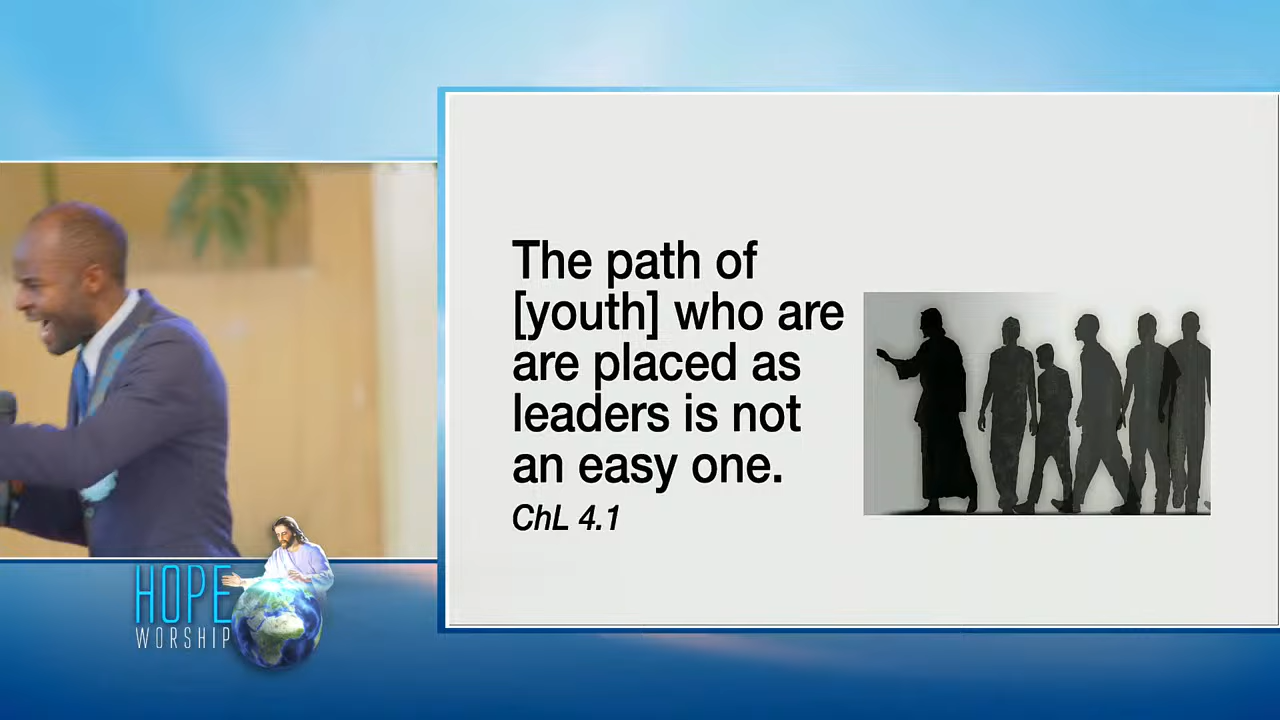 The path of
[youth] who are
are placed as
leaders is not
an easy one.
ChL 4.1
HOPE
WORSHIP